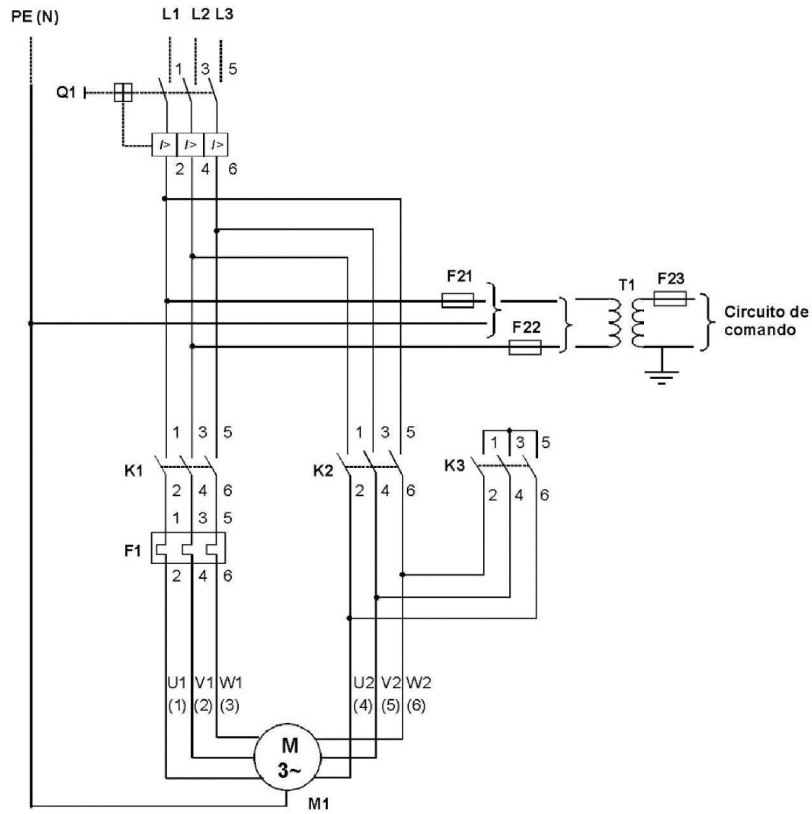 PE (N)
L1 L2 L3
1 3 5
Q1
I> I> I>
2 4 6
F21
T1
F23
F22
Circuito de
comando
1 3 5
K1
2 4 6
1 3 5
K2
2 4 6
1 3 5
K3
2 4 6
1 3 5
F1
2 4 6
U1 V1 W1
(1) (2) (3)
U2 V2 W2
(4) (5) (6)
M
3~
M1